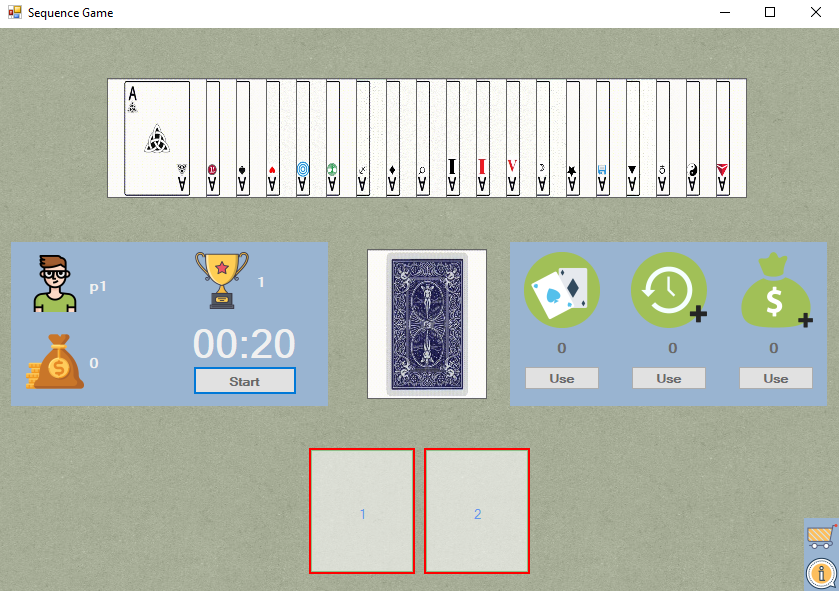 Sequence Game
A
A A A A A A A A A A A A A A A A A A A
p1
1
00:20
0
Start
0 0 0
Use Use Use
1 2